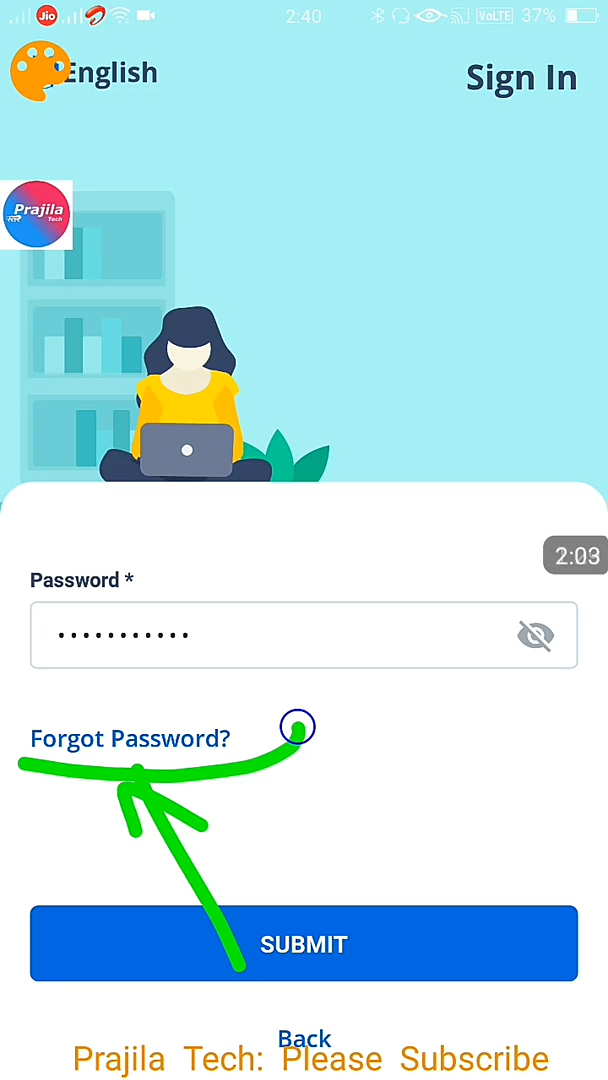 Jio 2:40 VoLTE 37%
English
Sign In
Prajila
Tech
2:03
Password *
Forgot Password?
SUBMIT
Back
Prajila Tech: Please Subscribe